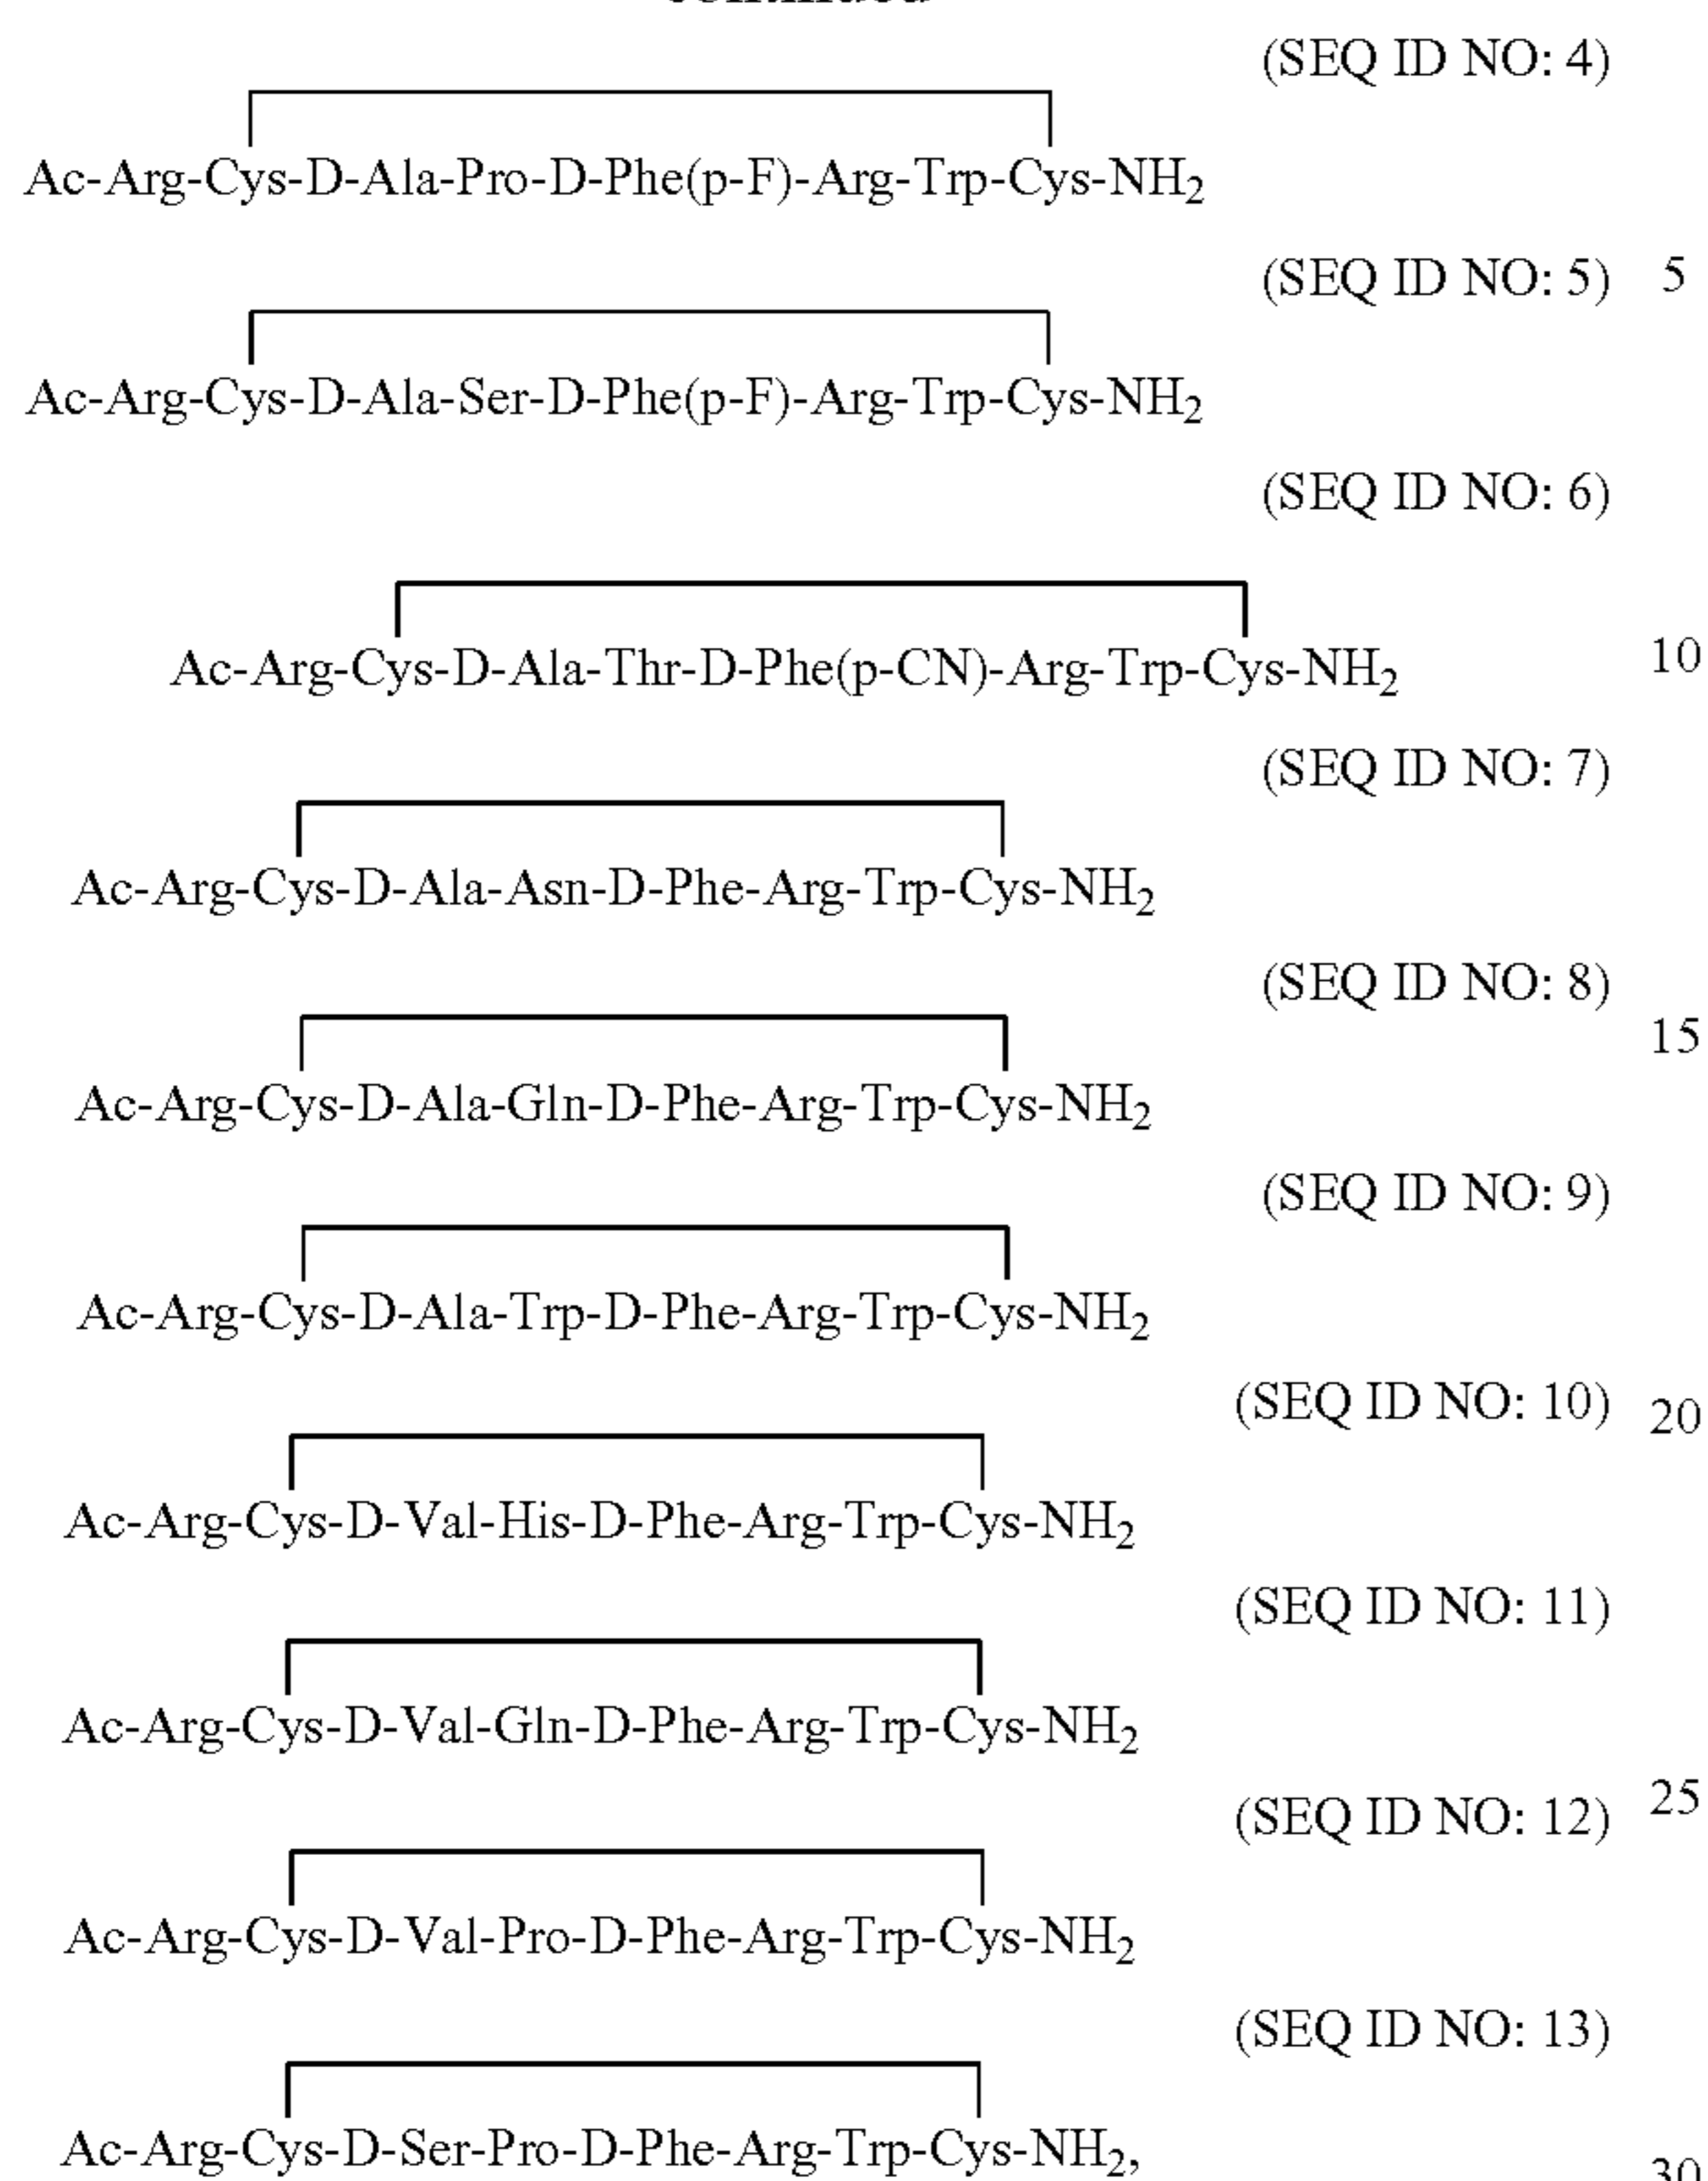 (SEQ ID NO: 4)
Ac-Arg-Cys-D-Ala-Pro-D-Phe(p-F)-Arg-Trp-Cys-NH₂
(SEQ ID NO: 5) 5
Ac-Arg-Cys-D-Ala-Ser-D-Phe(p-F)-Arg-Trp-Cys-NH₂
(SEQ ID NO: 6)
Ac-Arg-Cys-D-Ala-Thr-D-Phe(p-CN)-Arg-Trp-Cys-NH₂ 10
(SEQ ID NO: 7)
Ac-Arg-Cys-D-Ala-Asn-D-Phe-Arg-Trp-Cys-NH₂
(SEQ ID NO: 8)
15
Ac-Arg-Cys-D-Ala-Gln-D-Phe-Arg-Trp-Cys-NH₂
(SEQ ID NO: 9)
Ac-Arg-Cys-D-Ala-Trp-D-Phe-Arg-Trp-Cys-NH₂
(SEQ ID NO: 10) 20
Ac-Arg-Cys-D-Val-His-D-Phe-Arg-Trp-Cys-NH₂
(SEQ ID NO: 11)
Ac-Arg-Cys-D-Val-Gln-D-Phe-Arg-Trp-Cys-NH₂
(SEQ ID NO: 12) 25
Ac-Arg-Cys-D-Val-Pro-D-Phe-Arg-Trp-Cys-NH₂
(SEQ ID NO: 13)
Ac-Arg-Cys-D-Ser-Pro-D-Phe-Arg-Trp-Cys-NH₂, 30